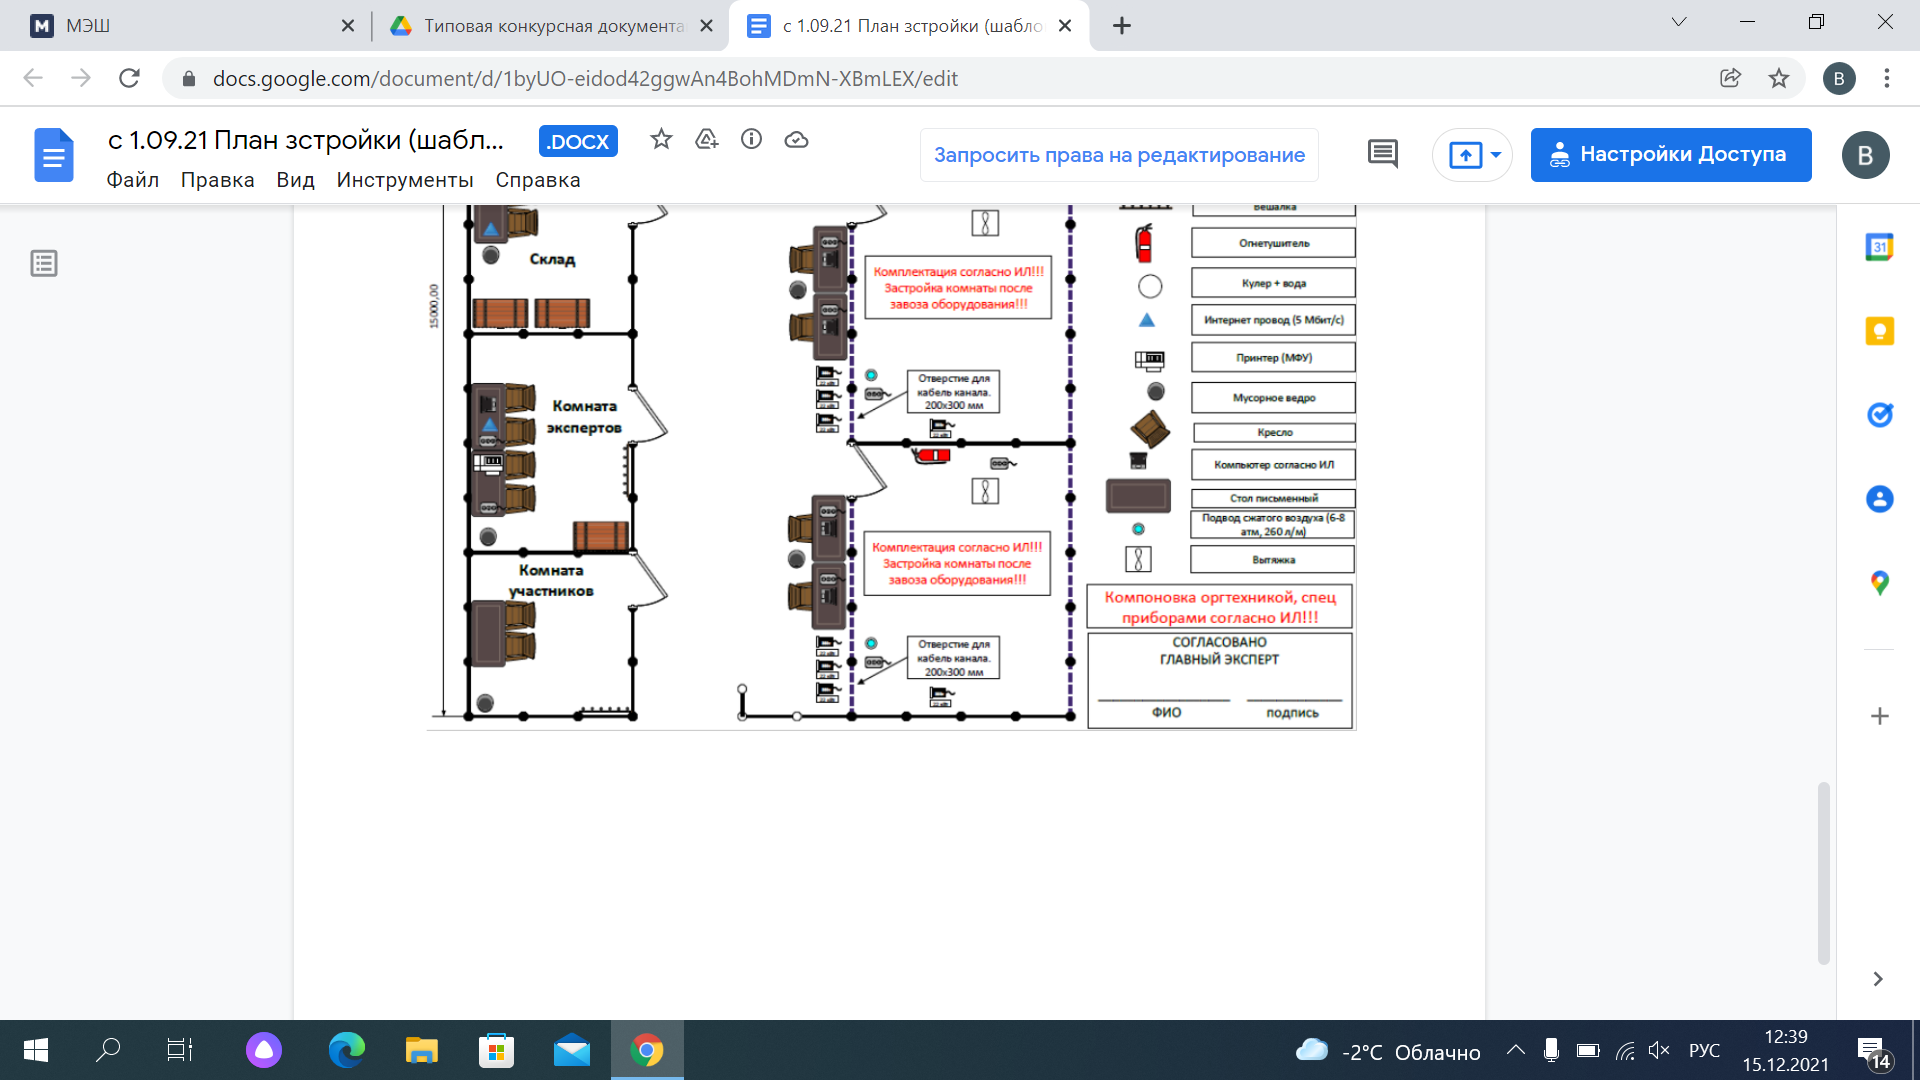 МЭШ
Типовая конкурсная документа
с 1.09.21 План зстройки (шабло
docs.google.com/document/d/1byUO-eidod42ggwAn4BohMDmN-XBmLEX/edit
В
с 1.09.21 План зстройки (шабл...
.DOCX
Запросить права на редактирование
Настройки Доступа
В
Файл Правка Вид Инструменты Справка
31
15000,00
Склад
Комната
экспертов
Комната
участников
Комплектация согласно ИЛ!!!
Застройка комнаты после
завоза оборудования!!!
Отверстие для
кабель канала.
200х300 мм
Комплектация согласно ИЛ!!!
Застройка комнаты после
завоза оборудования!!!
Отверстие для
кабель канала.
200х300 мм
Вешалка
Огнетушитель
Кулер + вода
Интернет провод (5 Мбит/с)
Принтер (МФУ)
Мусорное ведро
Кресло
Компьютер согласно ИЛ
Стол письменный
Подвод сжатого воздуха (6-8
атм, 260 л/м)
Вытяжка
Компоновка оргтехникой, спец
приборами согласно ИЛ!!!
СОГЛАСОВАНО
ГЛАВНЫЙ ЭКСПЕРТ
ФИО подпись
-2°C Облачно
РУС
12:39
15.12.2021
14